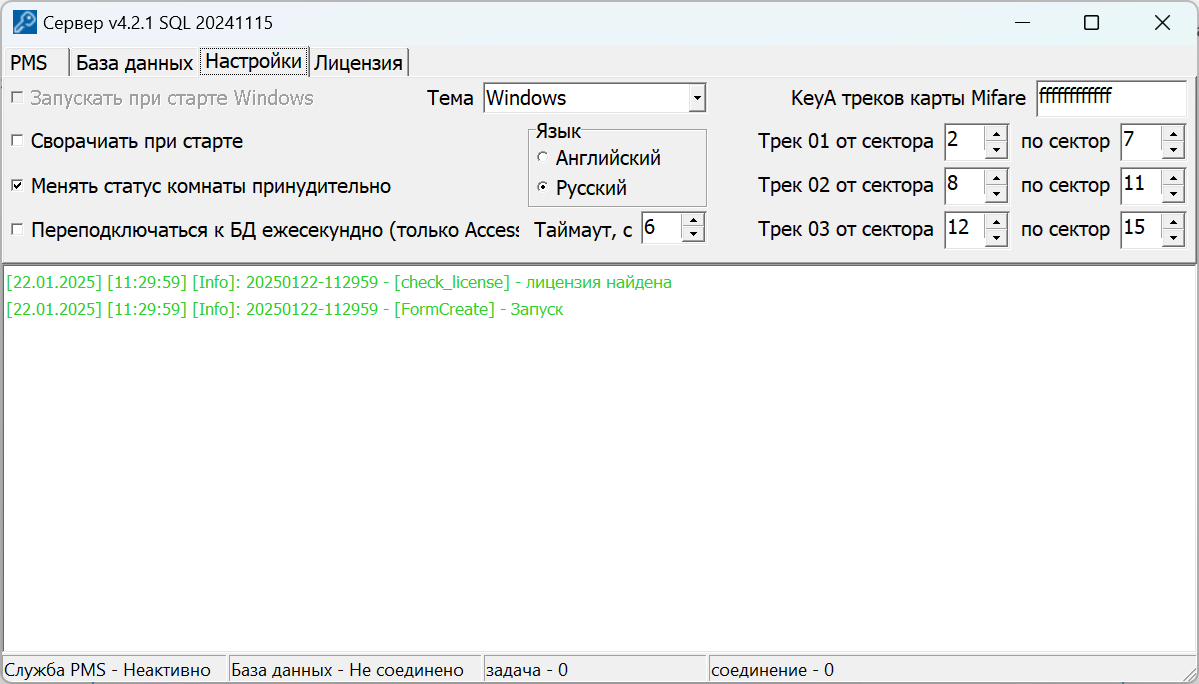 Сервер v4.2.1 SQL 20241115
PMS База данных Настройки Лицензия
Запускать при старте Windows Тема Windows KeyA треков карты Mifare ffffffffffff
Сворачиать при старте Язык Трек 01 от сектора 2 по сектор 7
Английский
Менять статус комнаты принудительно Русский Трек 02 от сектора 8 по сектор 11
Переподключаться к БД ежесекундно (только Access Таймаут, с 6 Трек 03 от сектора 12 по сектор 15
[22.01.2025] [11:29:59] [Info]: 20250122-112959 - [check_license] - лицензия найдена
[22.01.2025] [11:29:59] [Info]: 20250122-112959 - [FormCreate] - Запуск
Служба PMS - Неактивно База данных - Не соединено задача - 0 соединение - 0